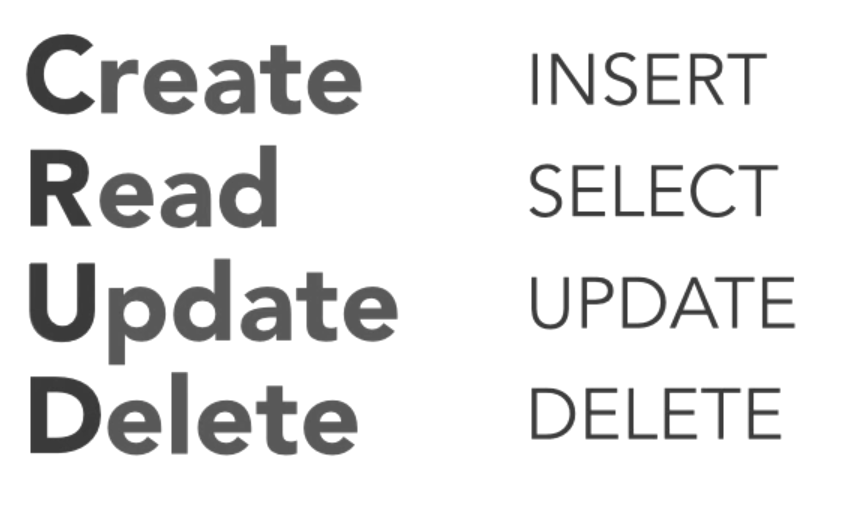 Create INSERT
Read SELECT
Update UPDATE
Delete DELETE